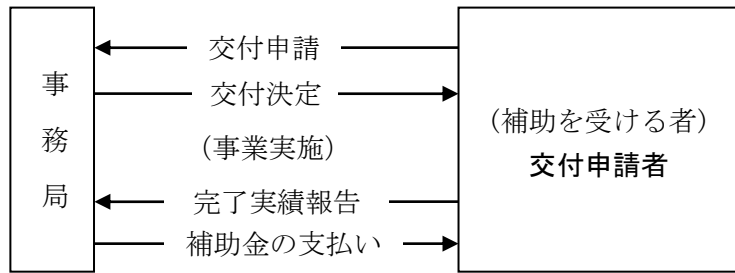 事務局
交付申請
交付決定
（事業実施）
完了実績報告
補助金の支払い
（補助を受ける者）
交付申請者